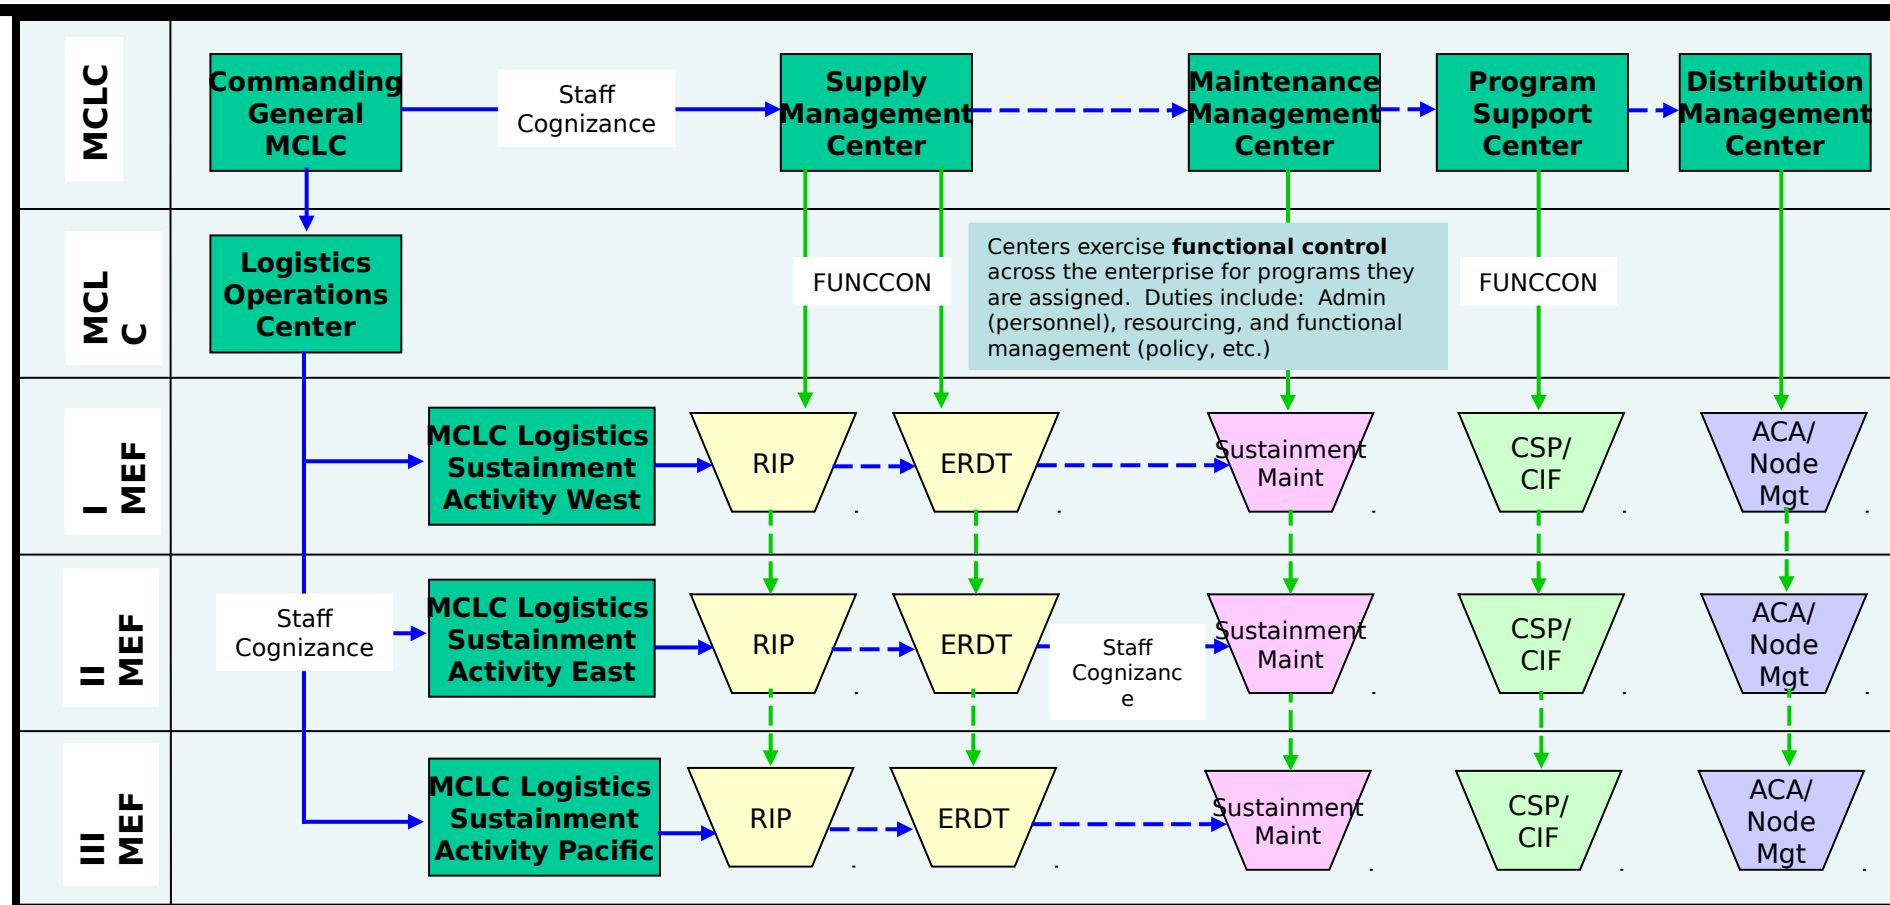 MCLC
Commanding
General
MCLC
Staff
Cognizance
Supply
Management
Center
Maintenance
Management
Center
Program
Support
Center
Distribution
Management
Center
MCL
C
Logistics
Operations
Center
FUNCCON
Centers exercise functional control
across the enterprise for programs they
are assigned.  Duties include:  Admin
(personnel), resourcing, and functional
management (policy, etc.)
FUNCCON
I
MEF
MCLC Logistics
Sustainment
Activity West
RIP
ERDT
Sustainment
Maint
CSP/
CIF
ACA/
Node
Mgt
II
MEF
Staff
Cognizance
MCLC Logistics
Sustainment
Activity East
RIP
ERDT
Staff
Cognizanc
e
Sustainment
Maint
CSP/
CIF
ACA/
Node
Mgt
III
MEF
MCLC Logistics
Sustainment
Activity Pacific
RIP
ERDT
Sustainment
Maint
CSP/
CIF
ACA/
Node
Mgt